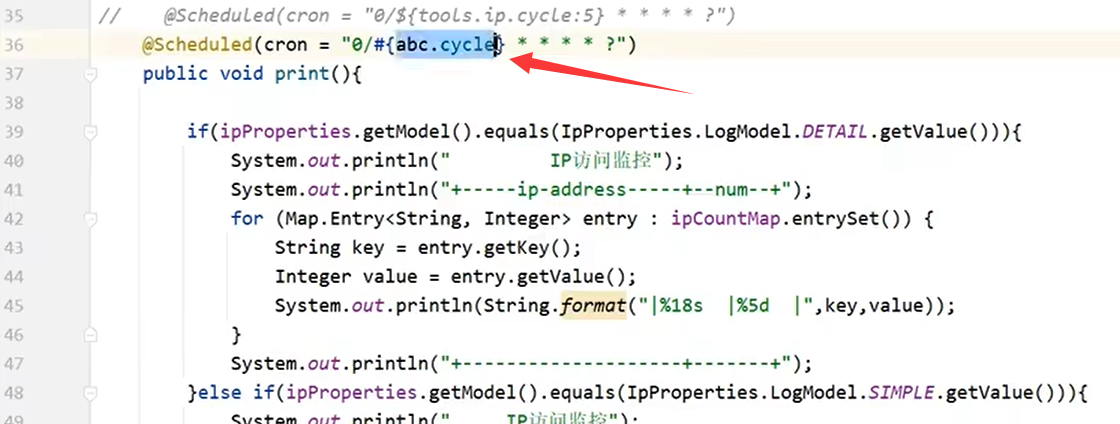 35 //    @Scheduled(cron = "0/${tools.ip.cycle:5} * * * * ?")
36 @Scheduled(cron = "0/#{abc.cycle} * * * * ?")
37 public void print(){
38
39 if(ipProperties.getModel().equals(IpProperties.LogModel.DETAIL.getValue())){
40 System.out.println("         IP访问监控");
41 System.out.println("+-----ip-address-----+--num--+");
42 for (Map.Entry<String, Integer> entry : ipCountMap.entrySet()) {
43 String key = entry.getKey();
44 Integer value = entry.getValue();
45 System.out.println(String.format("|%18s  |%5d  |",key,value));
46 }
47 System.out.println("+--------------------+-------+");
48 }else if(ipProperties.getModel().equals(IpProperties.LogModel.SIMPLE.getValue())){
49 System.out.println("     IP访问监控");